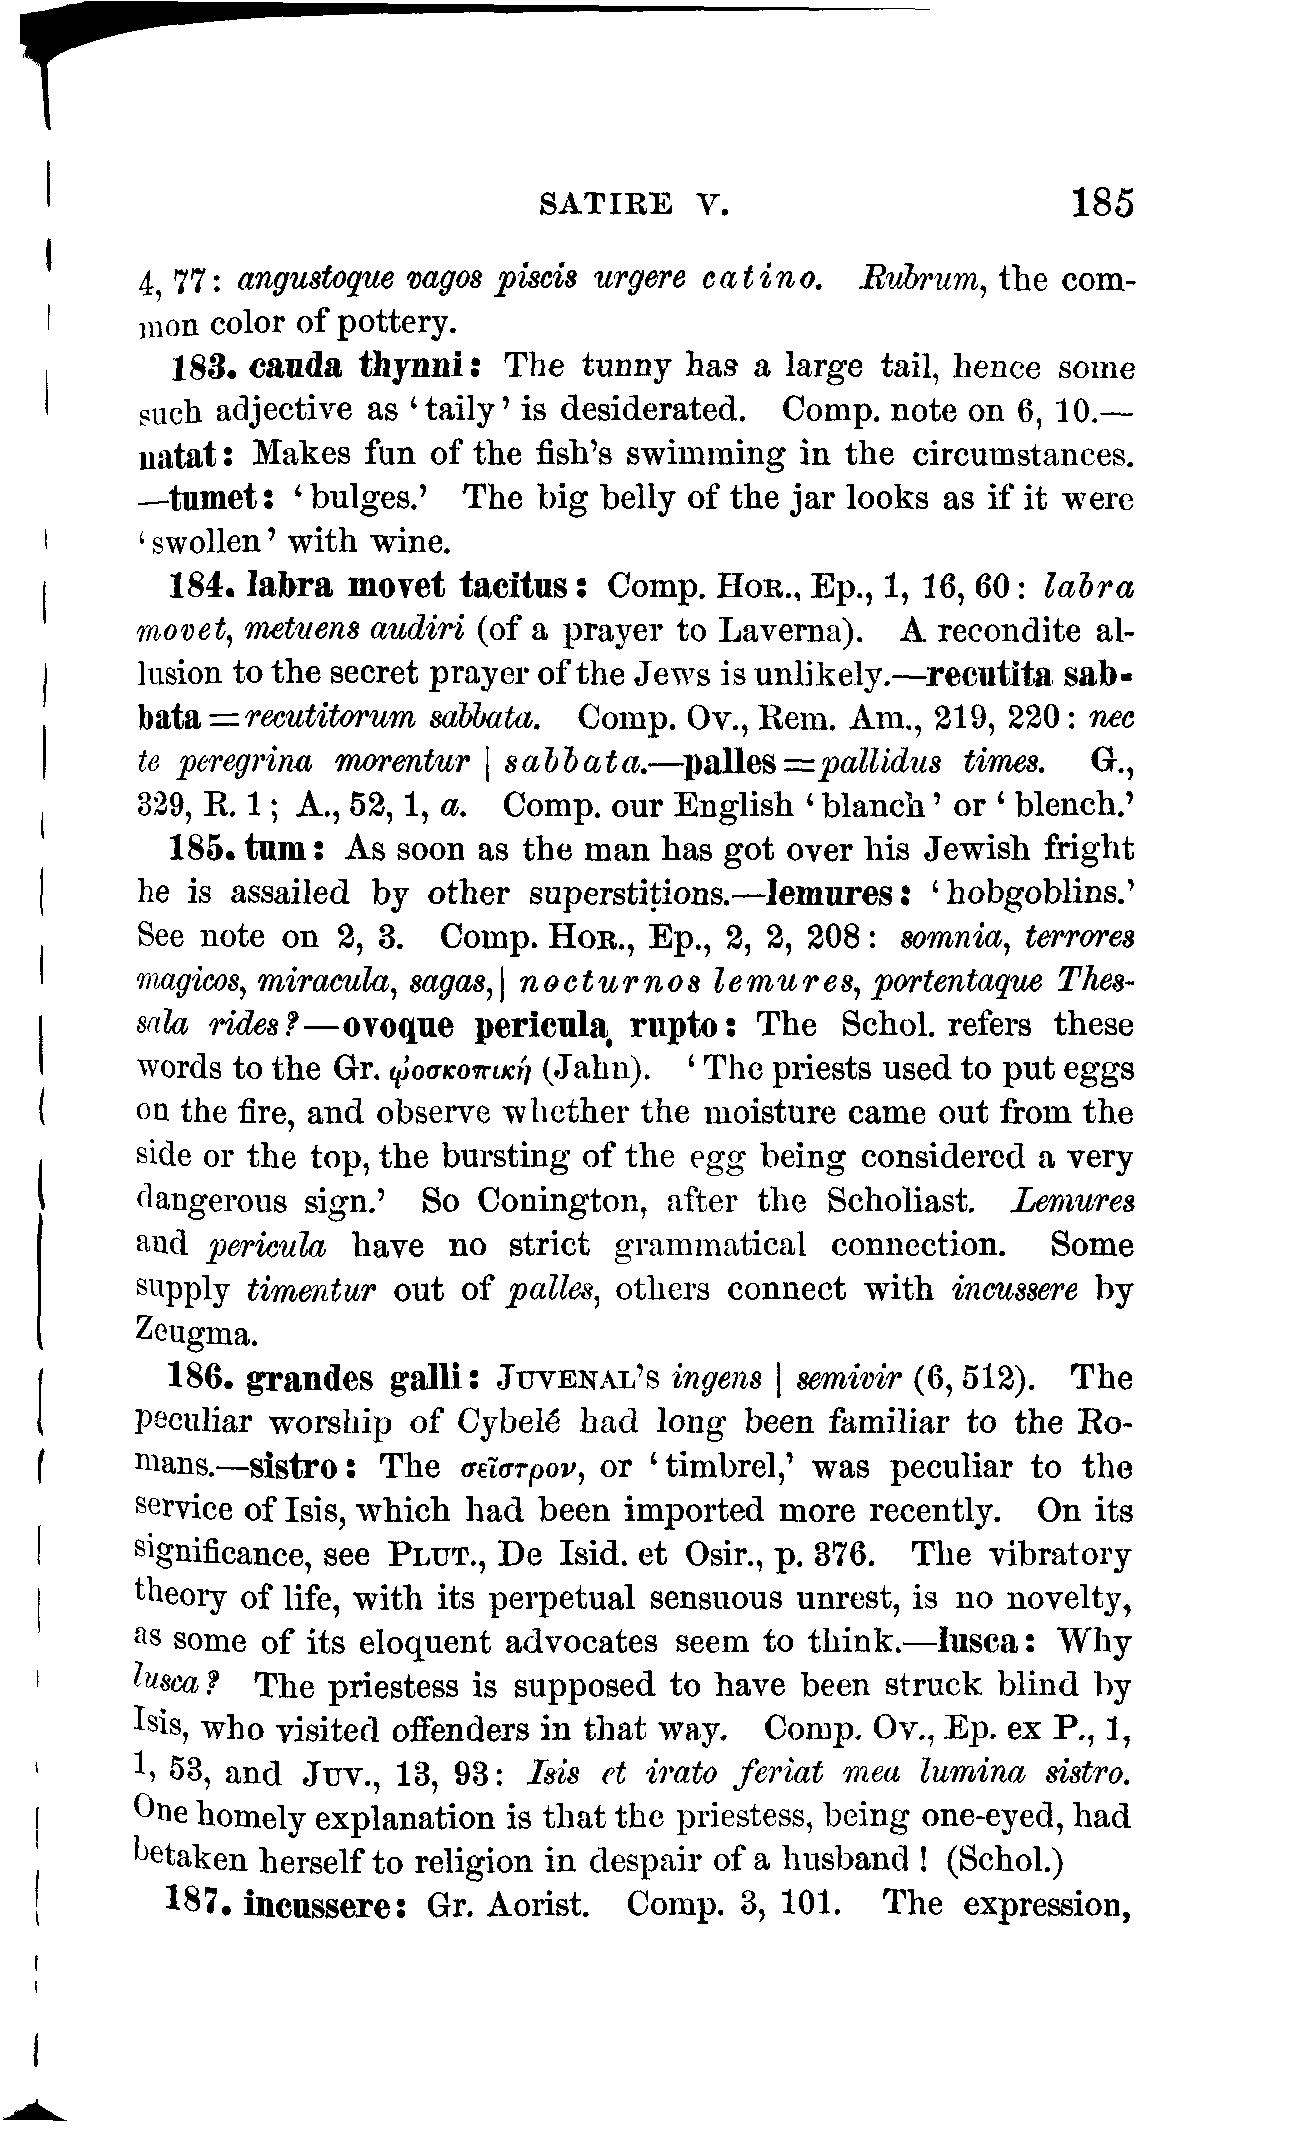 SATIRE V. 185
4, 77: angustoque vagos piscis urgere catino. Rubrum, the com-
mon color of pottery.
183. cauda thynni: The tunny has a large tail, hence some
such adjective as ‘taily’ is desiderated. Comp. note on 6, 10.—
natat: Makes fun of the fish’s swimming in the circumstances.
—tumet: ‘bulges.’ The big belly of the jar looks as if it were
‘swollen’ with wine.
184. labra movet tacitus: Comp. HOR., Ep., 1, 16, 60: labra
movet, metuens audiri (of a prayer to Laverna). A recondite al-
lusion to the secret prayer of the Jews is unlikely.—recutita sab-
bata = recutitorum sabbata. Comp. Ov., Rem. Am., 219, 220: nec
te peregrina morentur | sabbata.—palles = pallidus times. G.,
329, R. 1; A., 52, 1, a. Comp. our English ‘blanch’ or ‘blench.’
185. tum: As soon as the man has got over his Jewish fright
he is assailed by other superstitions.—lemures: ‘hobgoblins.’
See note on 2, 3. Comp. HOR., Ep., 2, 2, 208: somnia, terrores
magicos, miracula, sagas, | nocturnos lemures, portentaque Thes-
sala rides?—ovoque pericula rupto: The Schol. refers these
words to the Gr. ᾠοσκοπική (Jahn). ‘The priests used to put eggs
on the fire, and observe whether the moisture came out from the
side or the top, the bursting of the egg being considered a very
dangerous sign.’ So Conington, after the Scholiast. Lemures
and pericula have no strict grammatical connection. Some
supply timentur out of palles, others connect with incussere by
Zeugma.
186. grandes galli: JUVENAL’S ingens | semivir (6, 512). The
peculiar worship of Cybelé had long been familiar to the Ro-
mans.—sistro: The σεῖστρον, or ‘timbrel,’ was peculiar to the
service of Isis, which had been imported more recently. On its
significance, see PLUT., De Isid. et Osir., p. 376. The vibratory
theory of life, with its perpetual sensuous unrest, is no novelty,
as some of its eloquent advocates seem to think.—lusca: Why
lusca? The priestess is supposed to have been struck blind by
Isis, who visited offenders in that way. Comp. Ov., Ep. ex P., 1,
1, 53, and JUV., 13, 93: Isis et irato feriat mea lumina sistro.
One homely explanation is that the priestess, being one-eyed, had
betaken herself to religion in despair of a husband! (Schol.)
187. incussere: Gr. Aorist. Comp. 3, 101. The expression,